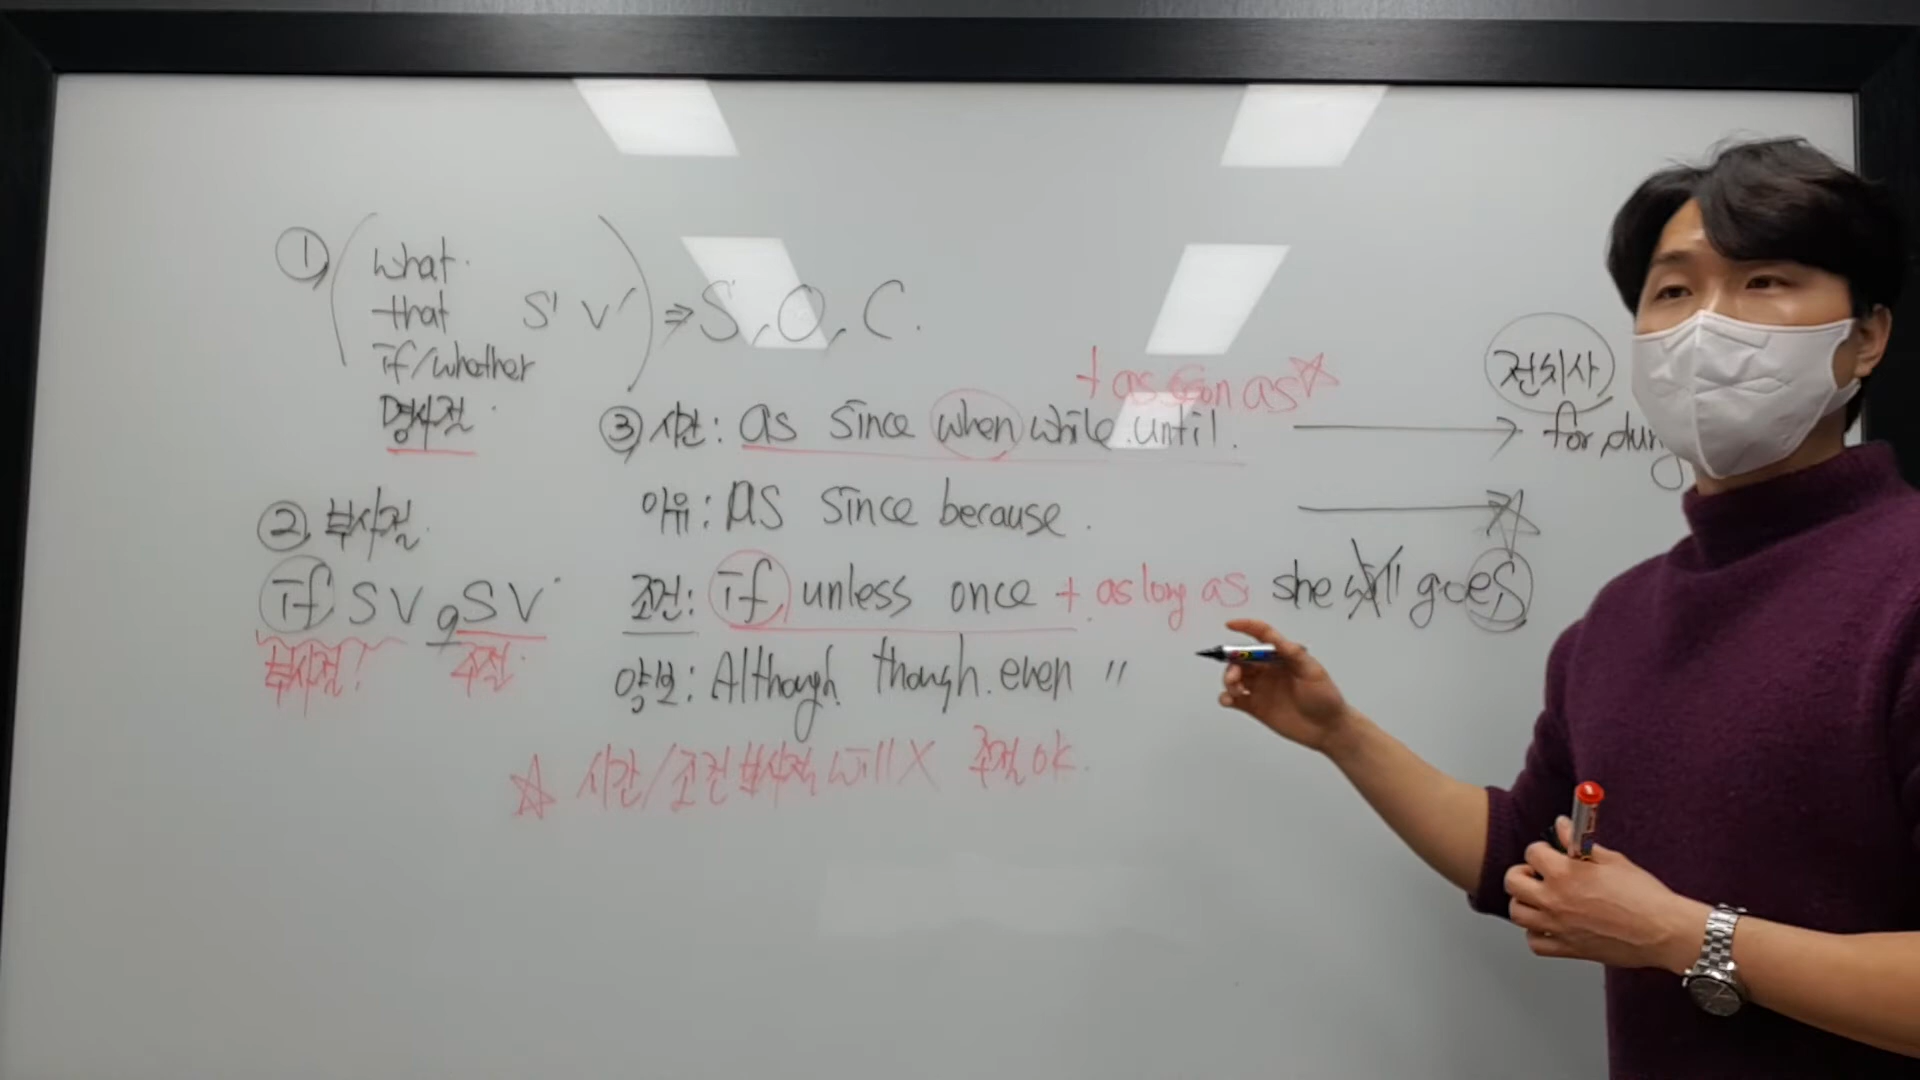 ① what
that S' V' ⇒ S, O, C.
if/whether
명사절
② 부사절
if SV, SV
부사절? 주절
+ as soon as☆
③ 시간: as since when while until. → for, during
전치사
이유: as since because. → ☆
조건: if unless once + as long as she will goes
양보: Although though. even "
☆ 시간/조건 부사절 will X 주절 ok.